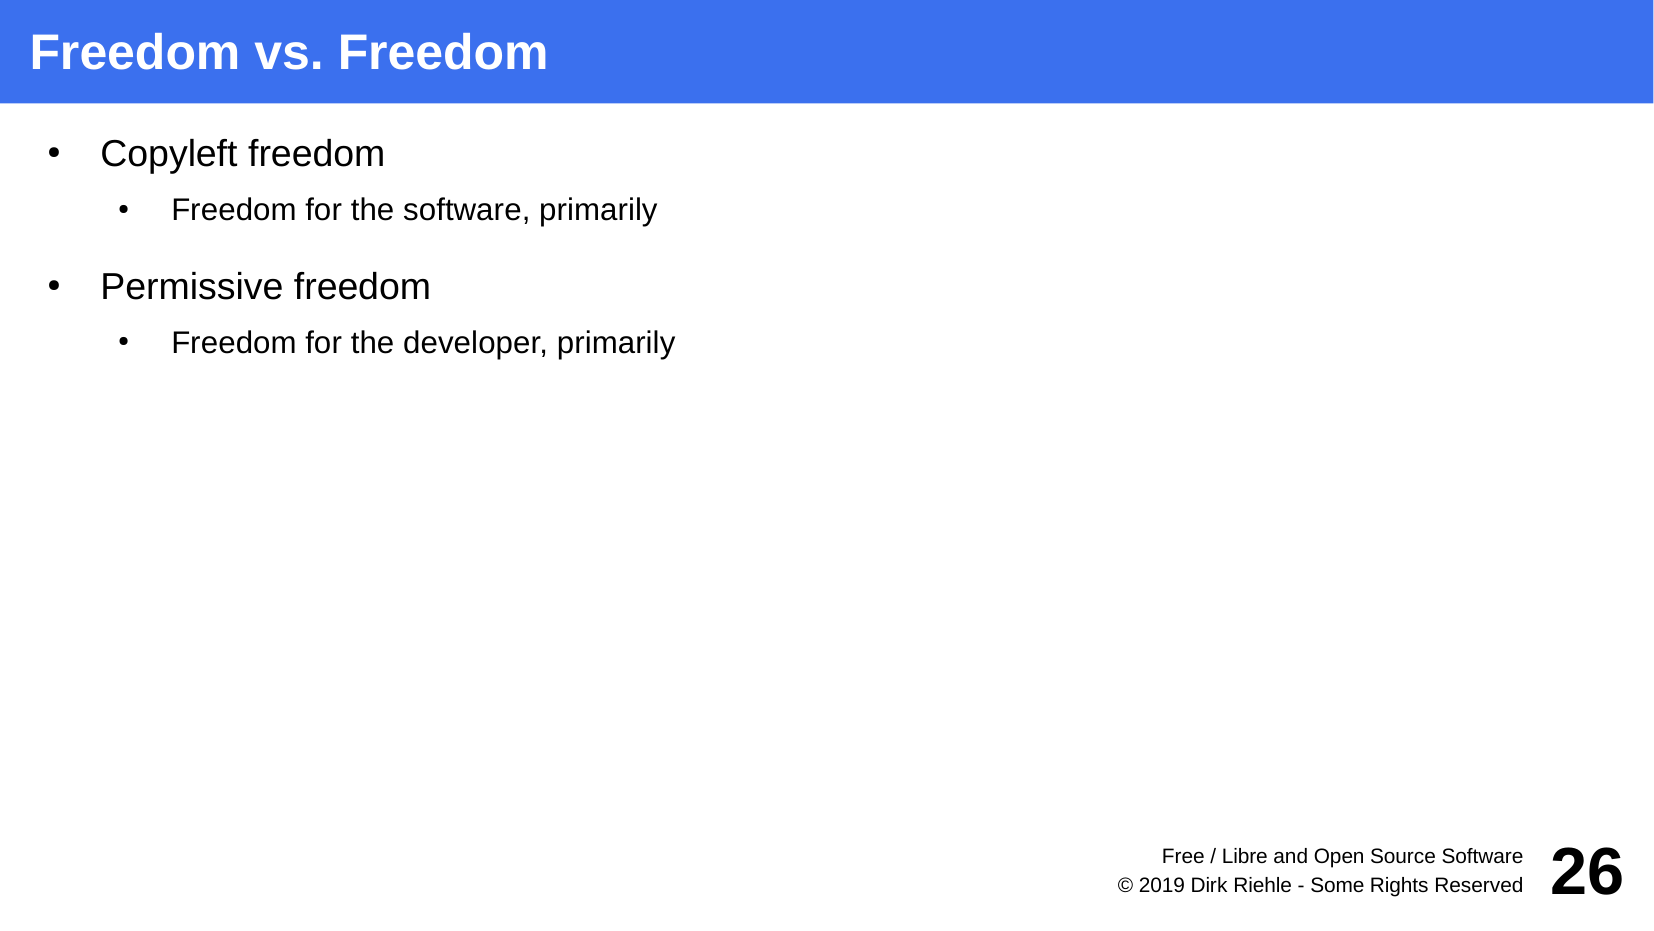 Freedom vs. Freedom
• Copyleft freedom
• Freedom for the software, primarily
• Permissive freedom
• Freedom for the developer, primarily
Free / Libre and Open Source Software
© 2019 Dirk Riehle - Some Rights Reserved
26